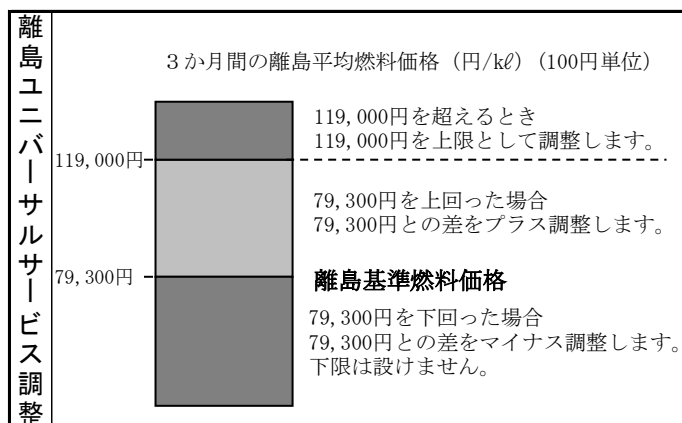 離島ユニバーサルサービス調整
3か月間の離島平均燃料価格（円/kℓ）（100円単位）
119,000円を超えるとき
119,000円を上限として調整します。
119,000円
79,300円を上回った場合
79,300円との差をプラス調整します。
79,300円
離島基準燃料価格
79,300円を下回った場合
79,300円との差をマイナス調整します。
下限は設けません。